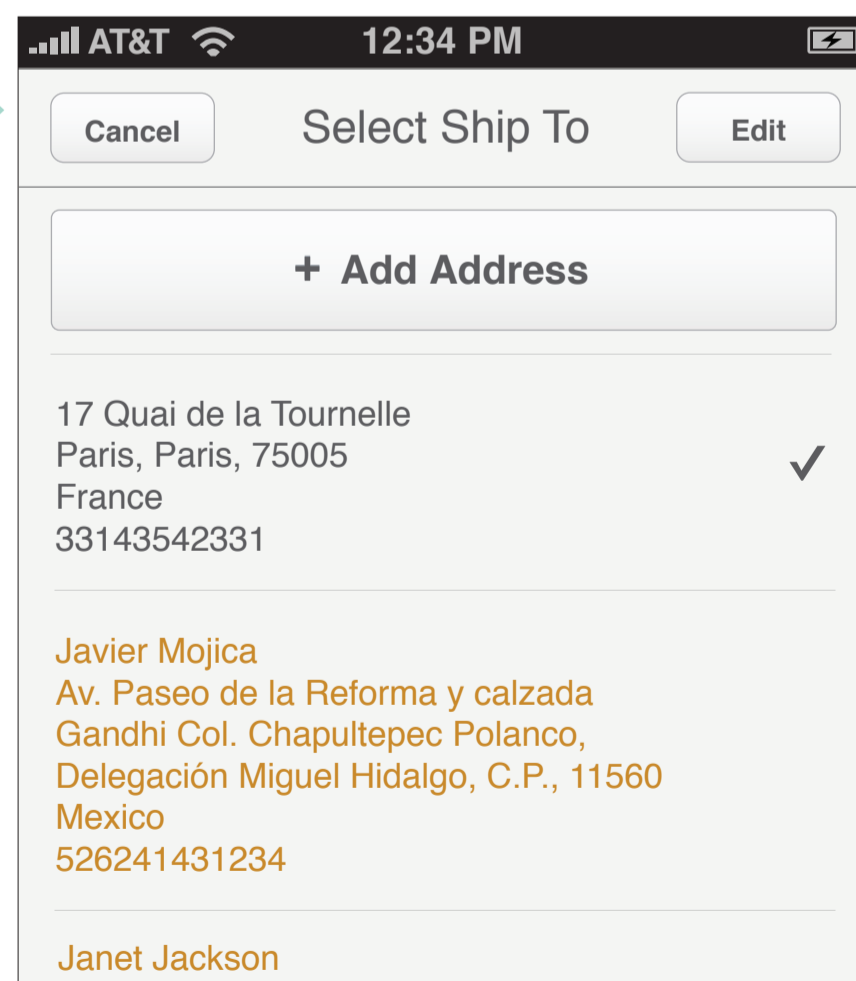 AT&T 12:34 PM
Cancel Select Ship To Edit
+ Add Address
17 Quai de la Tournelle
Paris, Paris, 75005
France
33143542331
Javier Mojica
Av. Paseo de la Reforma y calzada
Gandhi Col. Chapultepec Polanco,
Delegación Miguel Hidalgo, C.P., 11560
Mexico
526241431234
Janet Jackson